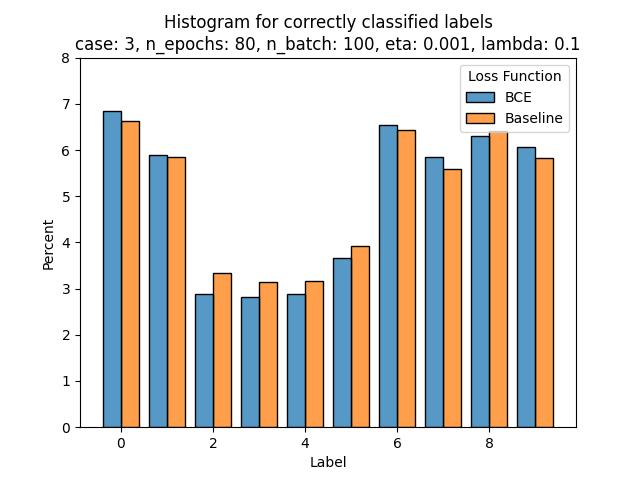 Histogram for correctly classified labels
case: 3, n_epochs: 80, n_batch: 100, eta: 0.001, lambda: 0.1
Loss Function
BCE
Baseline
Percent
8
7
6
5
4
3
2
1
0
0 2 4 6 8
Label